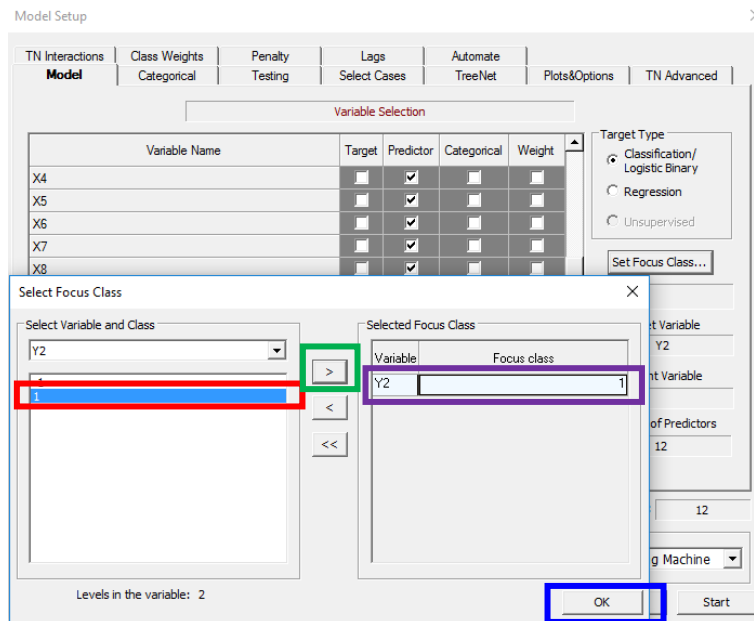 Model Setup
TN Interactions Class Weights Penalty Lags Automate
Model Categorical Testing Select Cases TreeNet Plots&Options TN Advanced
Variable Selection
Variable Name Target Predictor Categorical Weight
X4
X5
X6
X7
X8
Target Type
Classification/
Logistic Binary
Regression
Unsupervised
Set Focus Class...
Select Focus Class
Select Variable and Class
Y2
1
>
<
<<
Selected Focus Class
Variable Focus class
Y2 1
Levels in the variable: 2
OK
Variable
Y2
Variable
of Predictors
12
12
Machine
Start